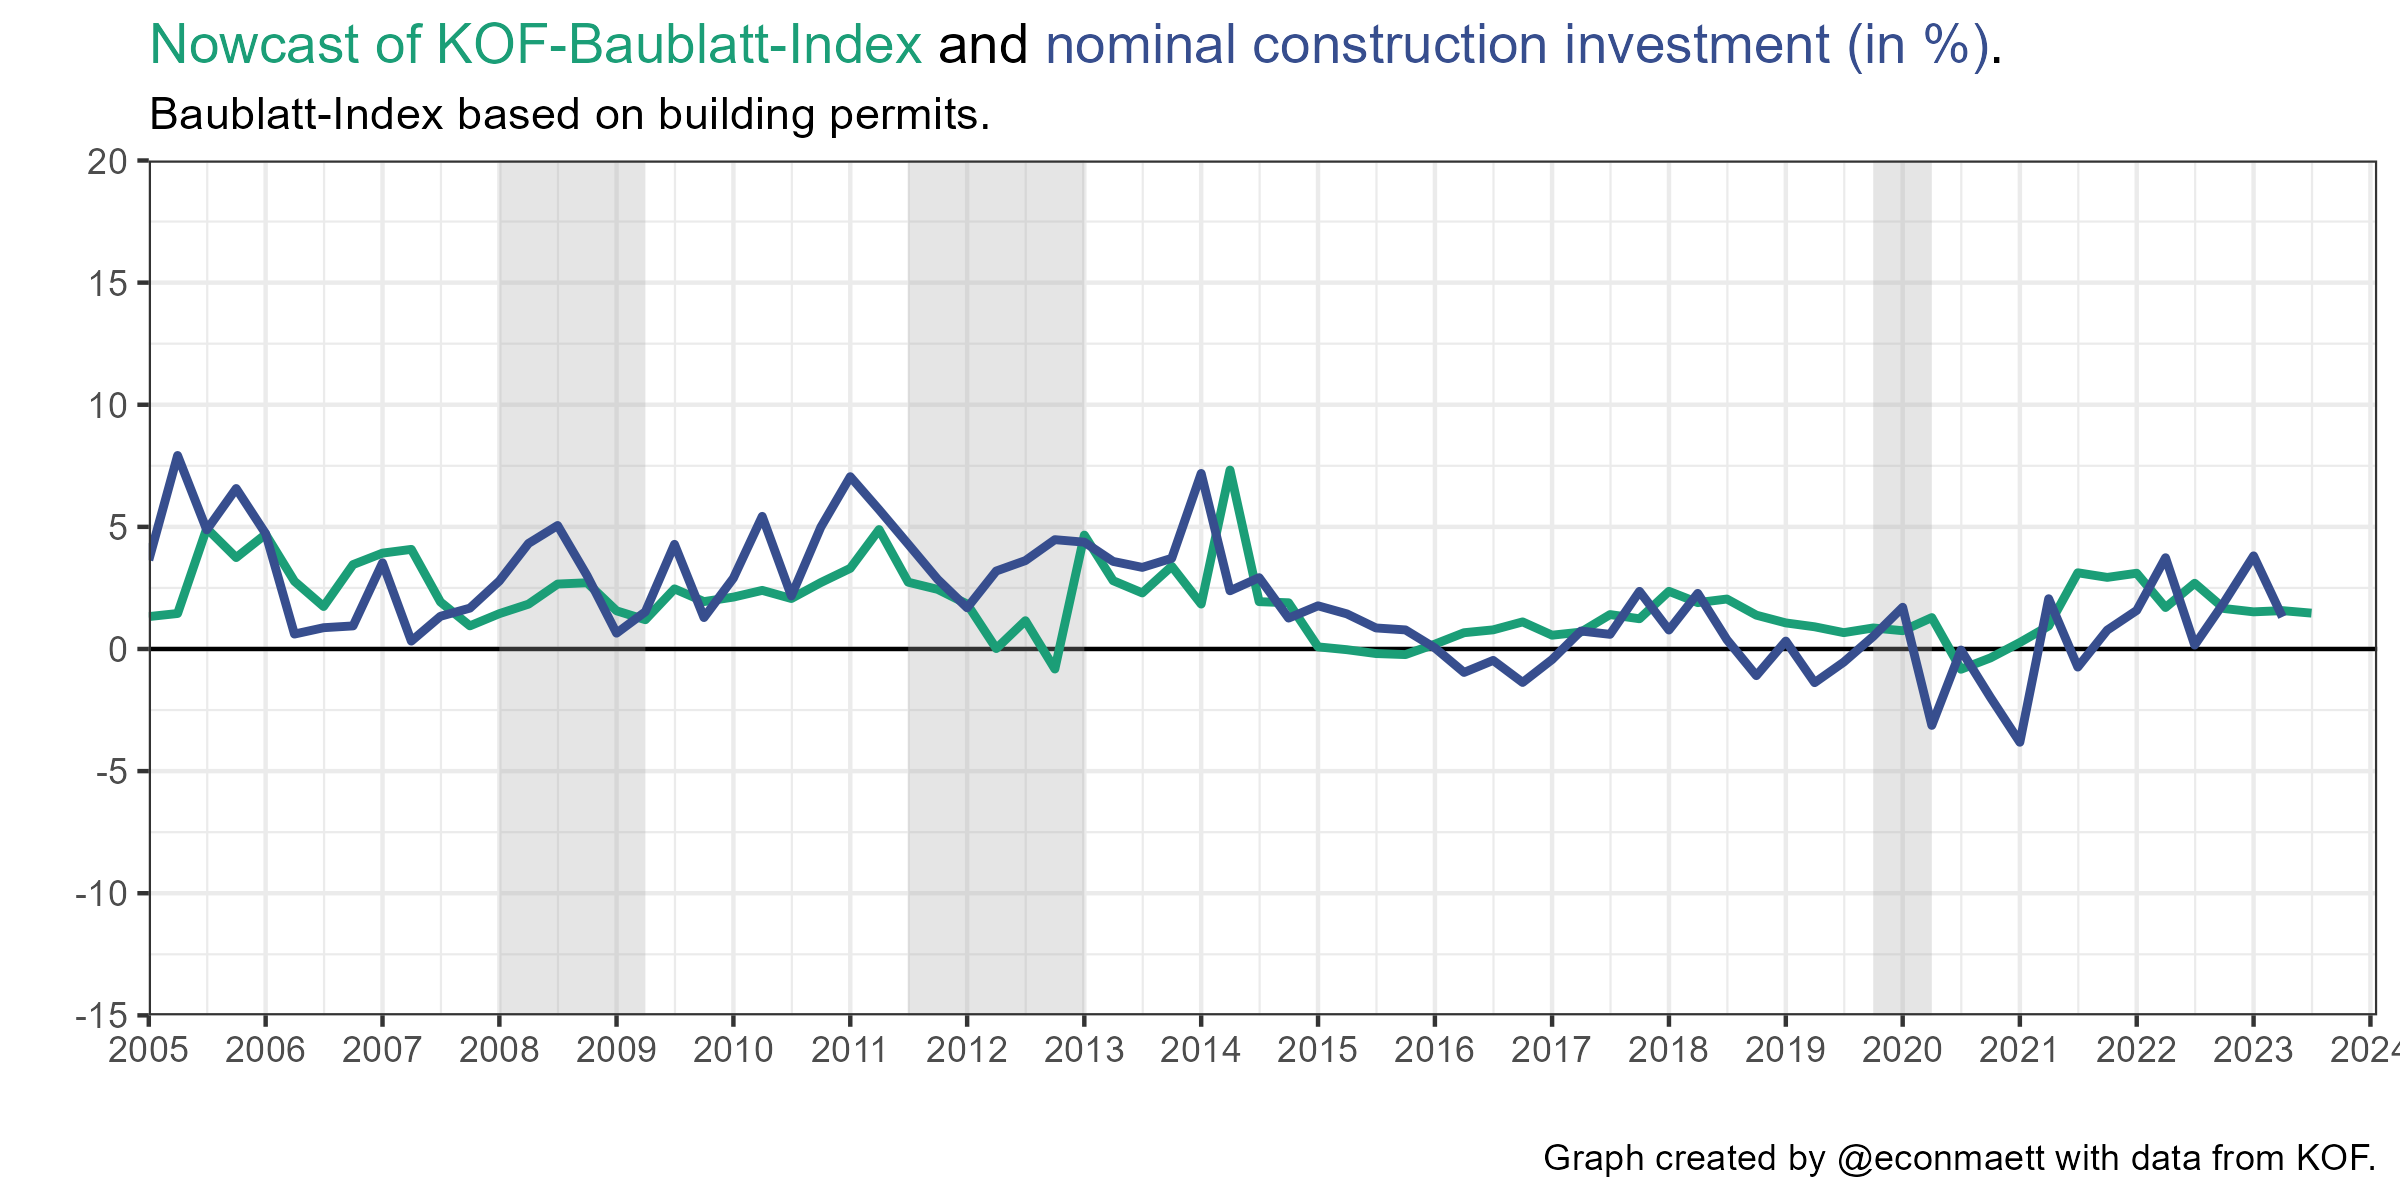 Nowcast of KOF-Baublatt-Index and nominal construction investment (in %).
Baublatt-Index based on building permits.
20
15
10
5
0
-5
-10
-15
2005 2006 2007 2008 2009 2010 2011 2012 2013 2014 2015 2016 2017 2018 2019 2020 2021 2022 2023 2024
Graph created by @econmaett with data from KOF.